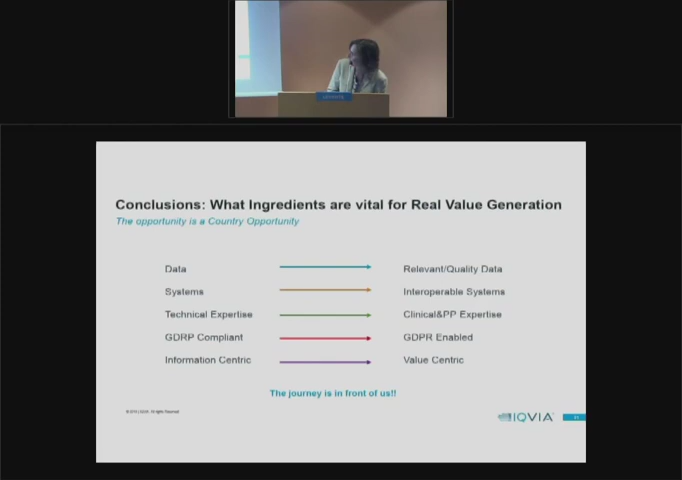 Conclusions: What Ingredients are vital for Real Value Generation
The opportunity is a Country Opportunity
Data Relevant/Quality Data
Systems Interoperable Systems
Technical Expertise Clinical&PP Expertise
GDRP Compliant GDPR Enabled
Information Centric Value Centric
The journey is in front of us!!
IQVIA